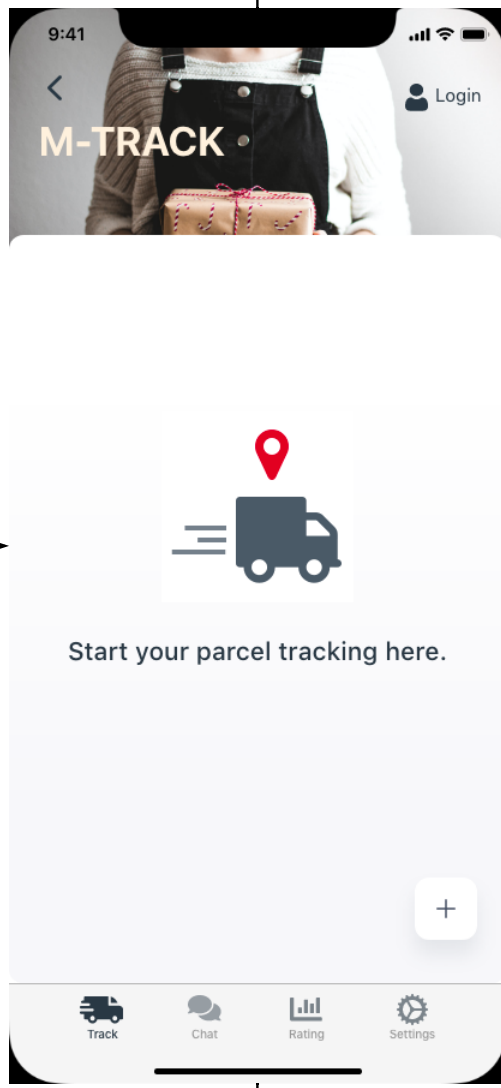 9:41
Login
M-TRACK
Start your parcel tracking here.
+
Track
Chat
Rating
Settings